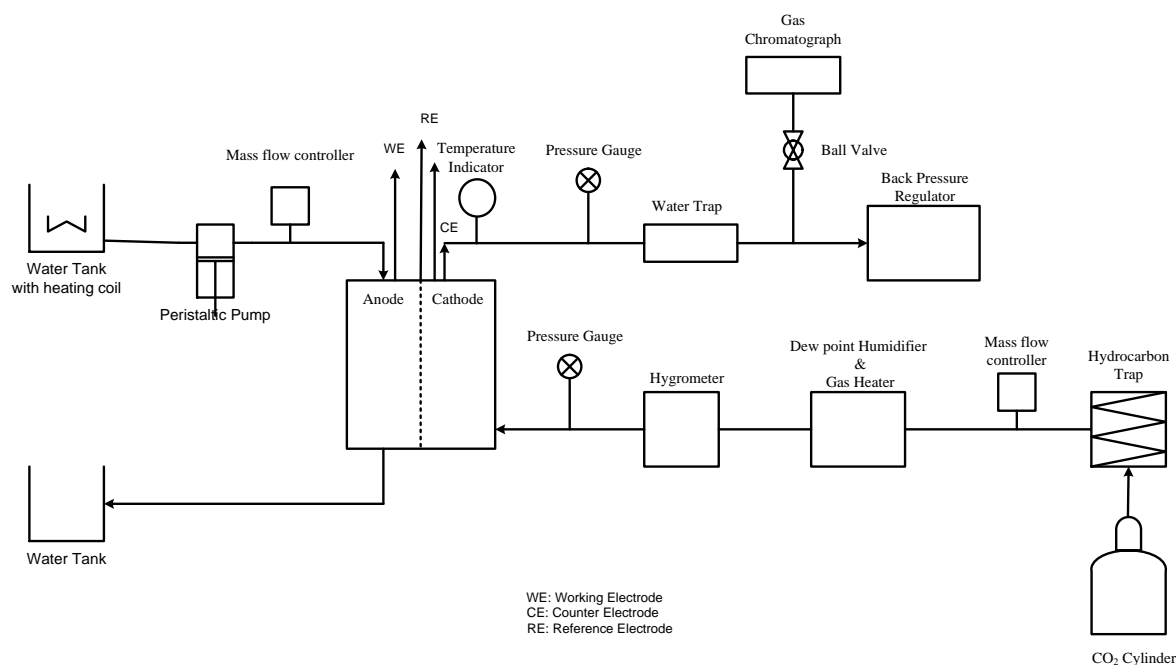 Gas
Chromatograph
RE
WE
Mass flow controller
Temperature
Indicator
Pressure Gauge
Ball Valve
Back Pressure
Regulator
Water Trap
CE
Water Tank
with heating coil
Peristaltic Pump
Anode
Cathode
Pressure Gauge
Dew point Humidifier
&
Gas Heater
Mass flow
controller
Hydrocarbon
Trap
Hygrometer
Water Tank
WE: Working Electrode
CE: Counter Electrode
RE: Reference Electrode
CO₂ Cylinder